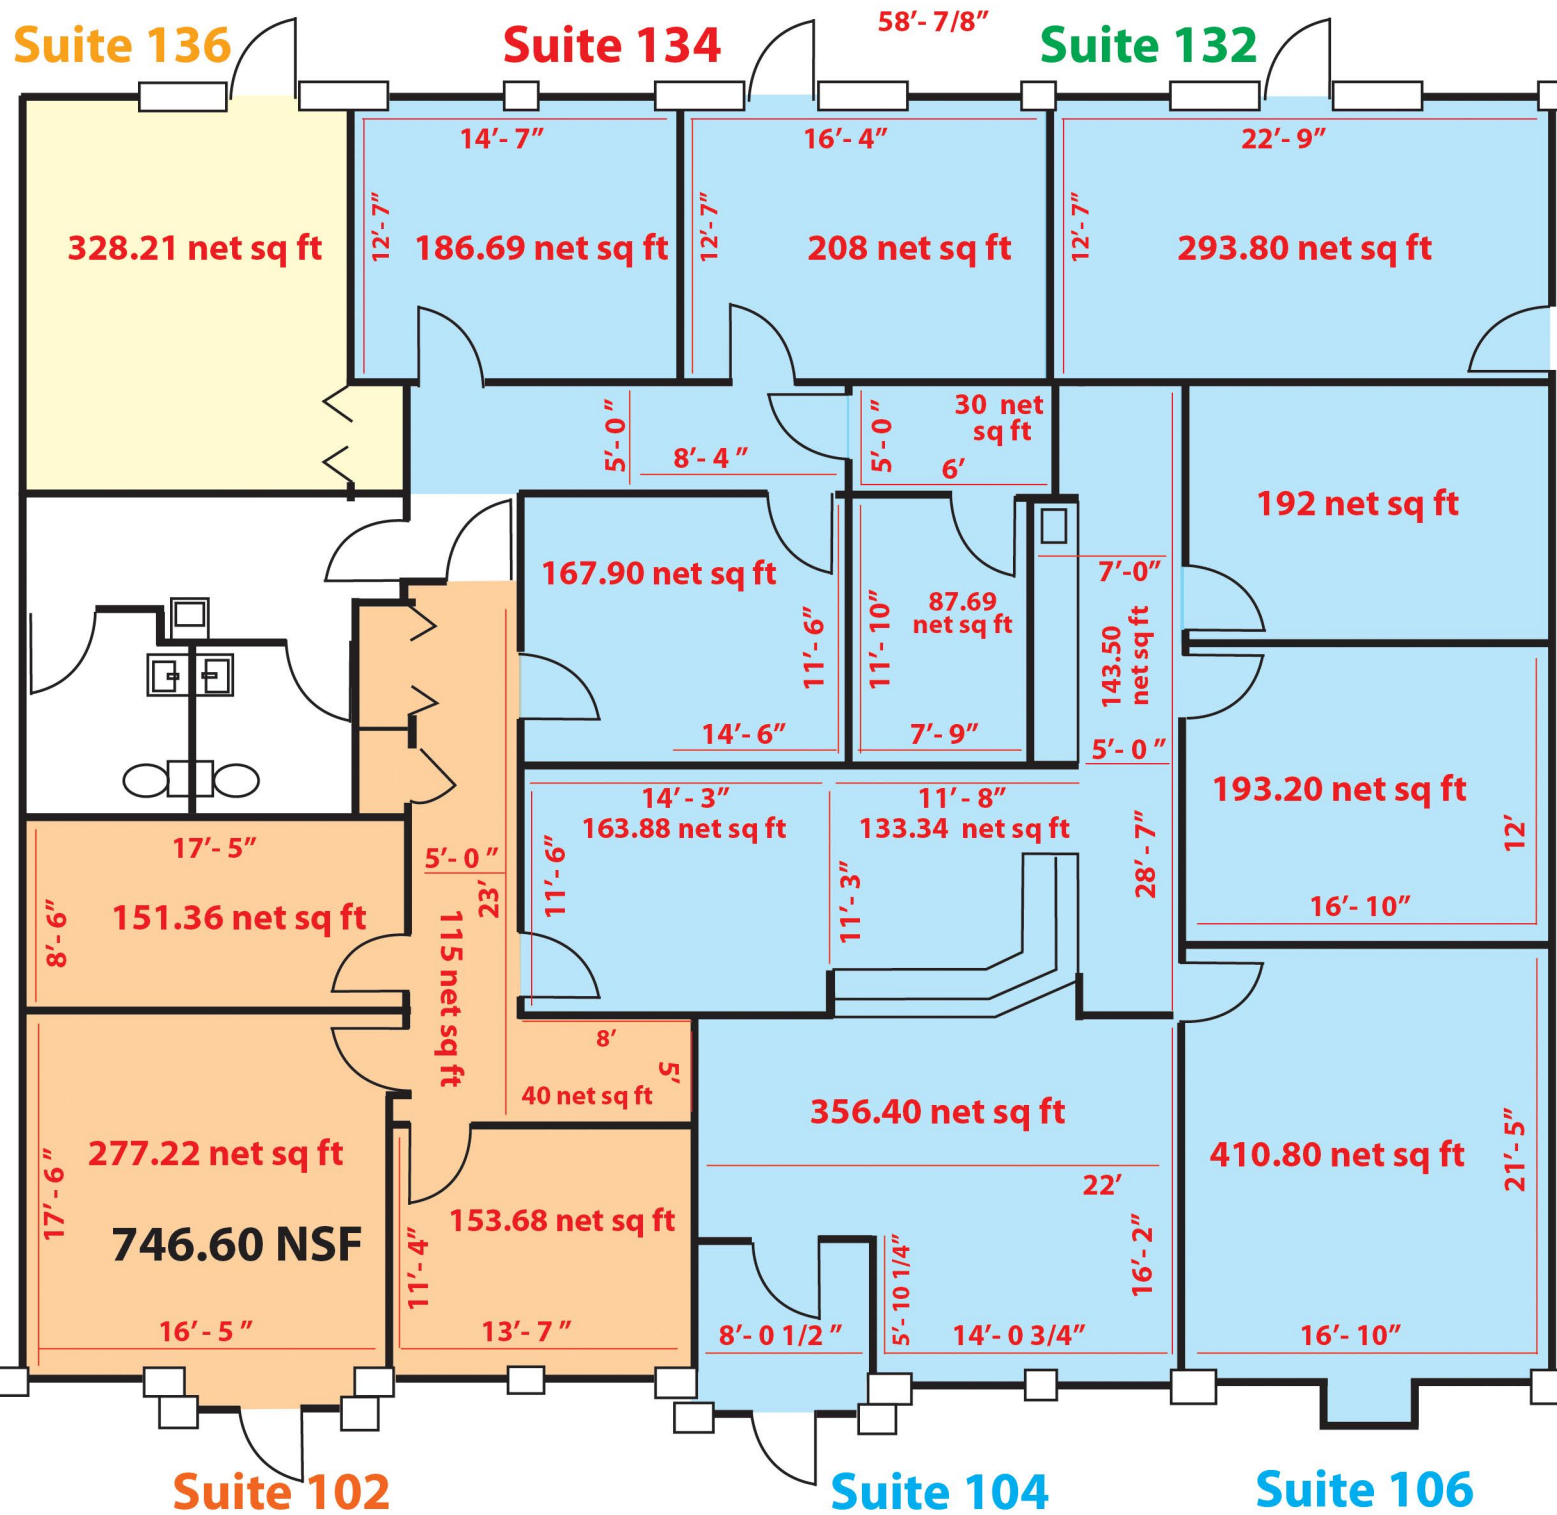 58’- 7/8”
Suite 136
Suite 134
Suite 132
14’- 7”
16’- 4”
22’- 9”
12’- 7”
12’- 7”
12’- 7”
328.21 net sq ft
186.69 net sq ft
208 net sq ft
293.80 net sq ft
5’- 0 ”
8’- 4 ”
5’- 0 ”
30 net
sq ft
6’
192 net sq ft
167.90 net sq ft
11’- 6”
14’- 6”
11’- 10”
87.69
net sq ft
7’- 9”
7’-0”
143.50
net sq ft
5’- 0 ”
28’- 7”
193.20 net sq ft
12’
16’- 10”
14’ - 3”
163.88 net sq ft
11’- 6”
11’ - 8”
133.34 net sq ft
11’- 3”
17’- 5”
8’- 6”
151.36 net sq ft
5’- 0 ”
23’
115 net sq ft
8’
5’
40 net sq ft
277.22 net sq ft
17’- 6 ”
746.60 NSF
16’- 5 ”
153.68 net sq ft
11’- 4”
13’- 7 ”
356.40 net sq ft
22’
16’- 2”
5’- 10 1/4”
8’- 0 1/2 ”
14’- 0 3/4”
410.80 net sq ft
21’- 5”
16’- 10”
Suite 102
Suite 104
Suite 106